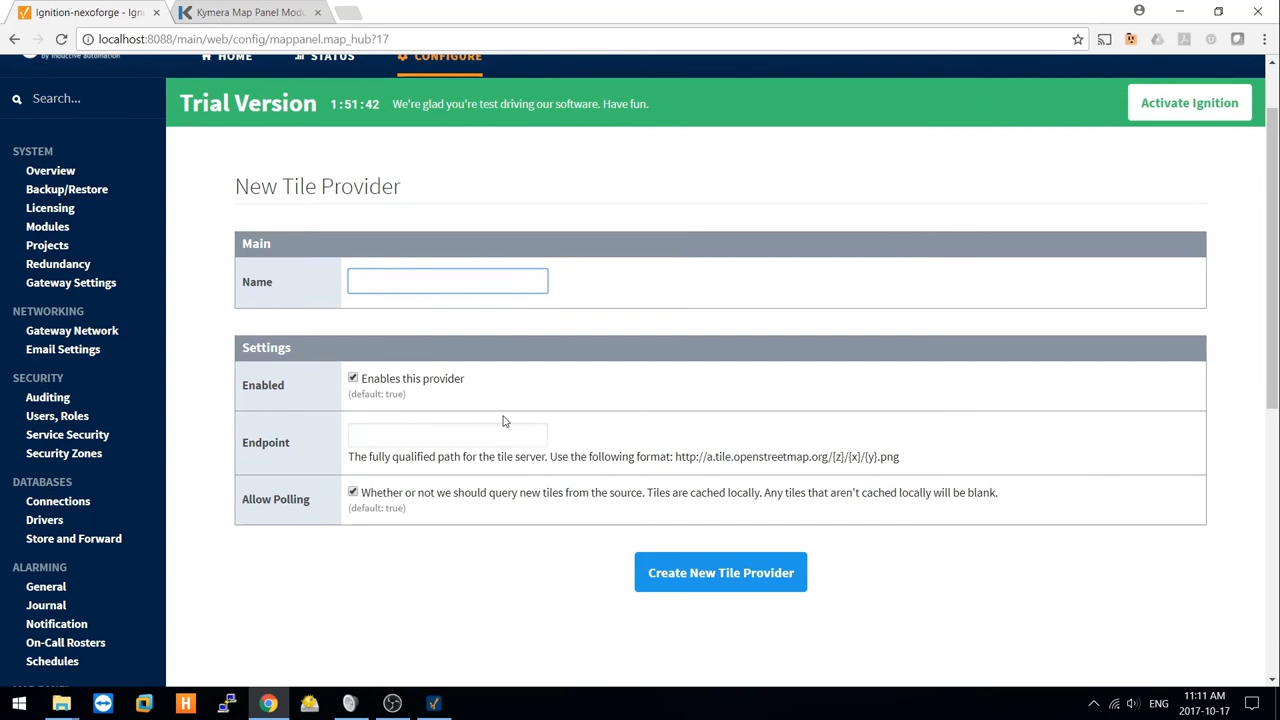 Ignition-nexoforge - Igni
Kymera Map Panel Modu
localhost:8088/main/web/config/mappanel.map_hub?17
by inductive automation
HOME
STATUS
CONFIGURE
Search...
Trial Version
1:51:42
We're glad you're test driving our software. Have fun.
Activate Ignition
SYSTEM
Overview
Backup/Restore
Licensing
Modules
Projects
Redundancy
Gateway Settings
NETWORKING
Gateway Network
Email Settings
SECURITY
Auditing
Users, Roles
Service Security
Security Zones
DATABASES
Connections
Drivers
Store and Forward
ALARMING
General
Journal
Notification
On-Call Rosters
Schedules
New Tile Provider
Main
Name
Settings
Enabled
Enables this provider
(default: true)
Endpoint
The fully qualified path for the tile server. Use the following format: http://a.tile.openstreetmap.org/{z}/{x}/{y}.png
Allow Polling
Whether or not we should query new tiles from the source. Tiles are cached locally. Any tiles that aren't cached locally will be blank.
(default: true)
Create New Tile Provider
ENG
11:11 AM
2017-10-17